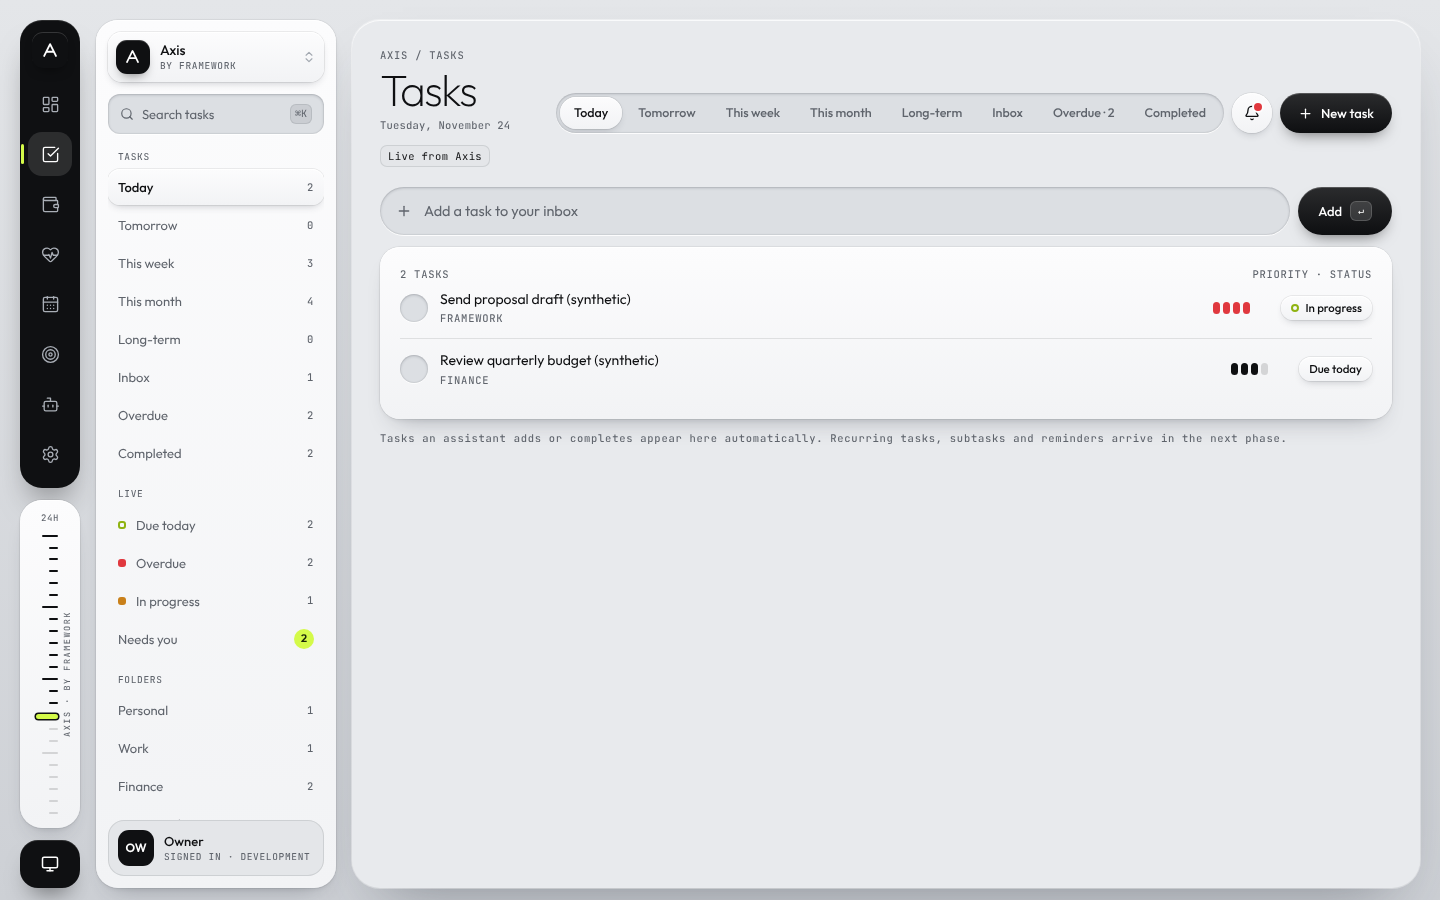 A
24H
AXIS · BY FRAMEWORK
A
Axis
BY FRAMEWORK
Search tasks
⌘K
TASKS
Today 2
Tomorrow 0
This week 3
This month 4
Long-term 0
Inbox 1
Overdue 2
Completed 2
LIVE
Due today 2
Overdue 2
In progress 1
Needs you 2
FOLDERS
Personal 1
Work 1
Finance 2
OW
Owner
SIGNED IN · DEVELOPMENT
AXIS / TASKS
Tasks
Tuesday, November 24
Live from Axis
Today Tomorrow This week This month Long-term Inbox Overdue · 2 Completed
+ New task
+ Add a task to your inbox
Add ↵
2 TASKS
PRIORITY · STATUS
Send proposal draft (synthetic)
FRAMEWORK
In progress
Review quarterly budget (synthetic)
FINANCE
Due today
Tasks an assistant adds or completes appear here automatically. Recurring tasks, subtasks and reminders arrive in the next phase.